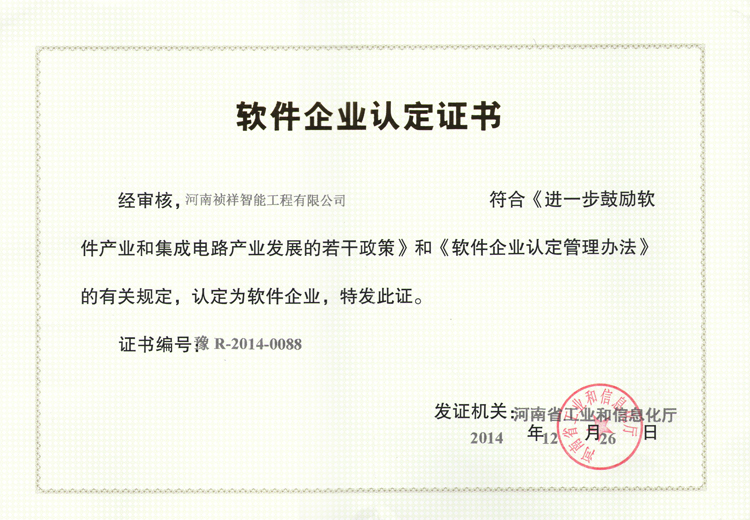 软件企业认定证书
经审核，河南祯祥智能工程有限公司 符合《进一步鼓励软
件产业和集成电路产业发展的若干政策》和《软件企业认定管理办法》
的有关规定，认定为软件企业，特发此证。
证书编号：豫 R-2014-0088
发证机关：河南省工业和信息化厅
2014 年12 月26 日
河南省工业和信息化厅